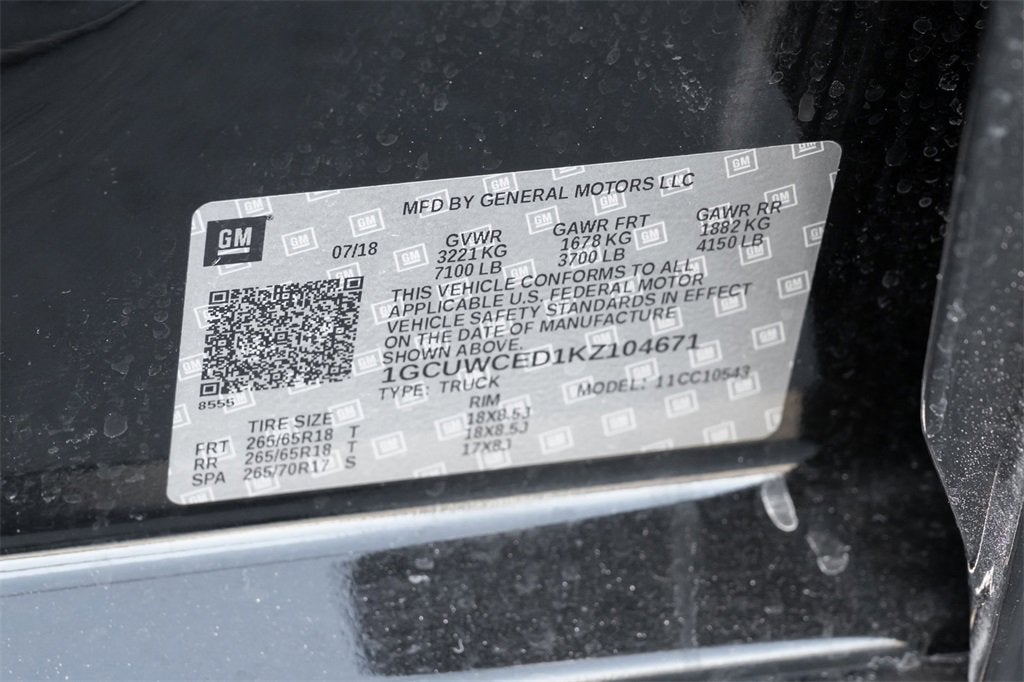 MFD BY GENERAL MOTORS LLC
GM
07/18
GVWR GAWR FRT GAWR RR
3221 KG 1678 KG 1882 KG
7100 LB 3700 LB 4150 LB
THIS VEHICLE CONFORMS TO ALL
APPLICABLE U.S. FEDERAL MOTOR
VEHICLE SAFETY STANDARDS IN EFFECT
ON THE DATE OF MANUFACTURE
SHOWN ABOVE.
1GCUWCED1KZ104671
TYPE: TRUCK MODEL: 11CC10543
8555
TIRE SIZE RIM
FRT 265/65R18 T 18X8.5J
RR 265/65R18 T 18X8.5J
SPA 265/70R17 S 17X8J